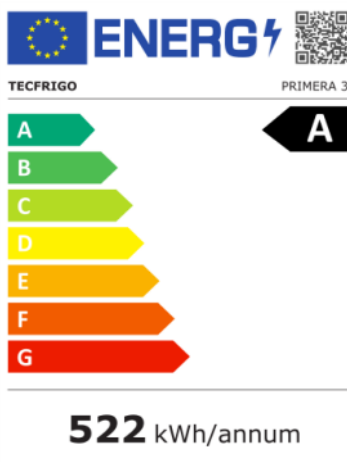 ENERG
TECFRIGO PRIMERA 3
A A
B
C
D
E
F
G
522 kWh/annum